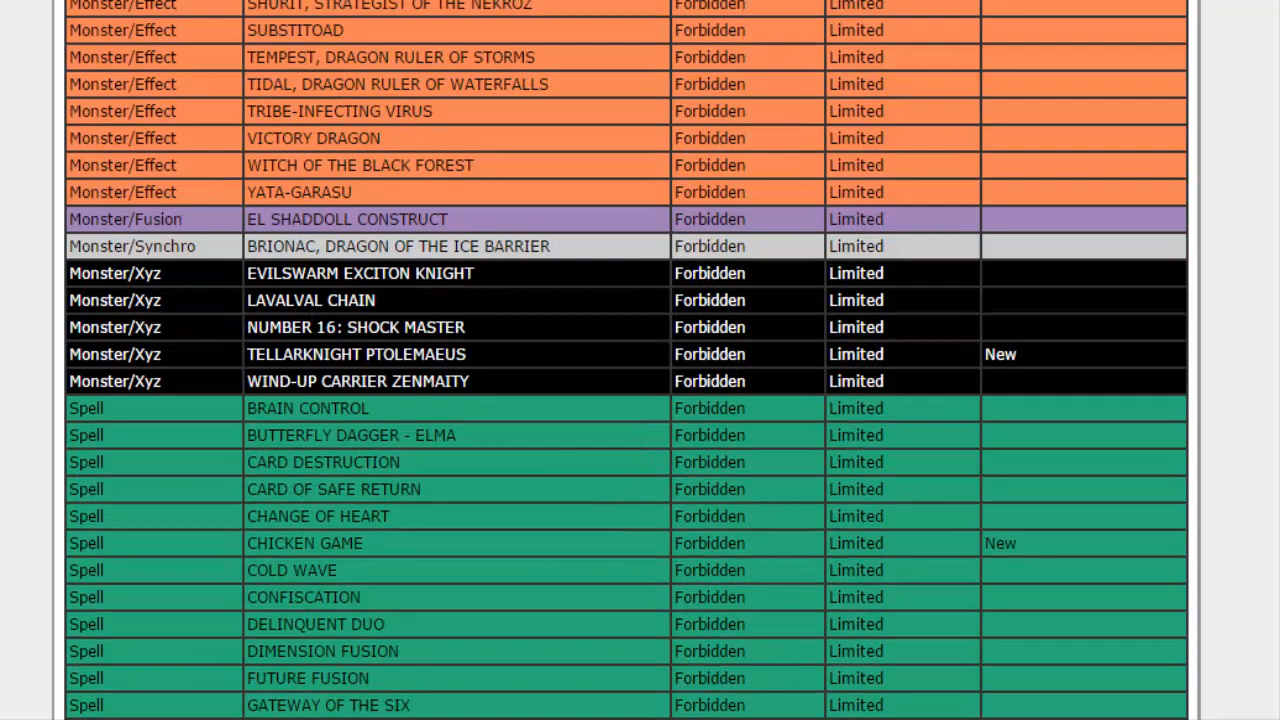 Monster/Effect SHURIT, STRATEGIST OF THE NEKROZ Forbidden Limited
Monster/Effect SUBSTITOAD Forbidden Limited
Monster/Effect TEMPEST, DRAGON RULER OF STORMS Forbidden Limited
Monster/Effect TIDAL, DRAGON RULER OF WATERFALLS Forbidden Limited
Monster/Effect TRIBE-INFECTING VIRUS Forbidden Limited
Monster/Effect VICTORY DRAGON Forbidden Limited
Monster/Effect WITCH OF THE BLACK FOREST Forbidden Limited
Monster/Effect YATA-GARASU Forbidden Limited
Monster/Fusion EL SHADDOLL CONSTRUCT Forbidden Limited
Monster/Synchro BRIONAC, DRAGON OF THE ICE BARRIER Forbidden Limited
Monster/Xyz EVILSWARM EXCITON KNIGHT Forbidden Limited
Monster/Xyz LAVALVAL CHAIN Forbidden Limited
Monster/Xyz NUMBER 16: SHOCK MASTER Forbidden Limited
Monster/Xyz TELLARKNIGHT PTOLEMAEUS Forbidden Limited New
Monster/Xyz WIND-UP CARRIER ZENMAITY Forbidden Limited
Spell BRAIN CONTROL Forbidden Limited
Spell BUTTERFLY DAGGER - ELMA Forbidden Limited
Spell CARD DESTRUCTION Forbidden Limited
Spell CARD OF SAFE RETURN Forbidden Limited
Spell CHANGE OF HEART Forbidden Limited
Spell CHICKEN GAME Forbidden Limited New
Spell COLD WAVE Forbidden Limited
Spell CONFISCATION Forbidden Limited
Spell DELINQUENT DUO Forbidden Limited
Spell DIMENSION FUSION Forbidden Limited
Spell FUTURE FUSION Forbidden Limited
Spell GATEWAY OF THE SIX Forbidden Limited